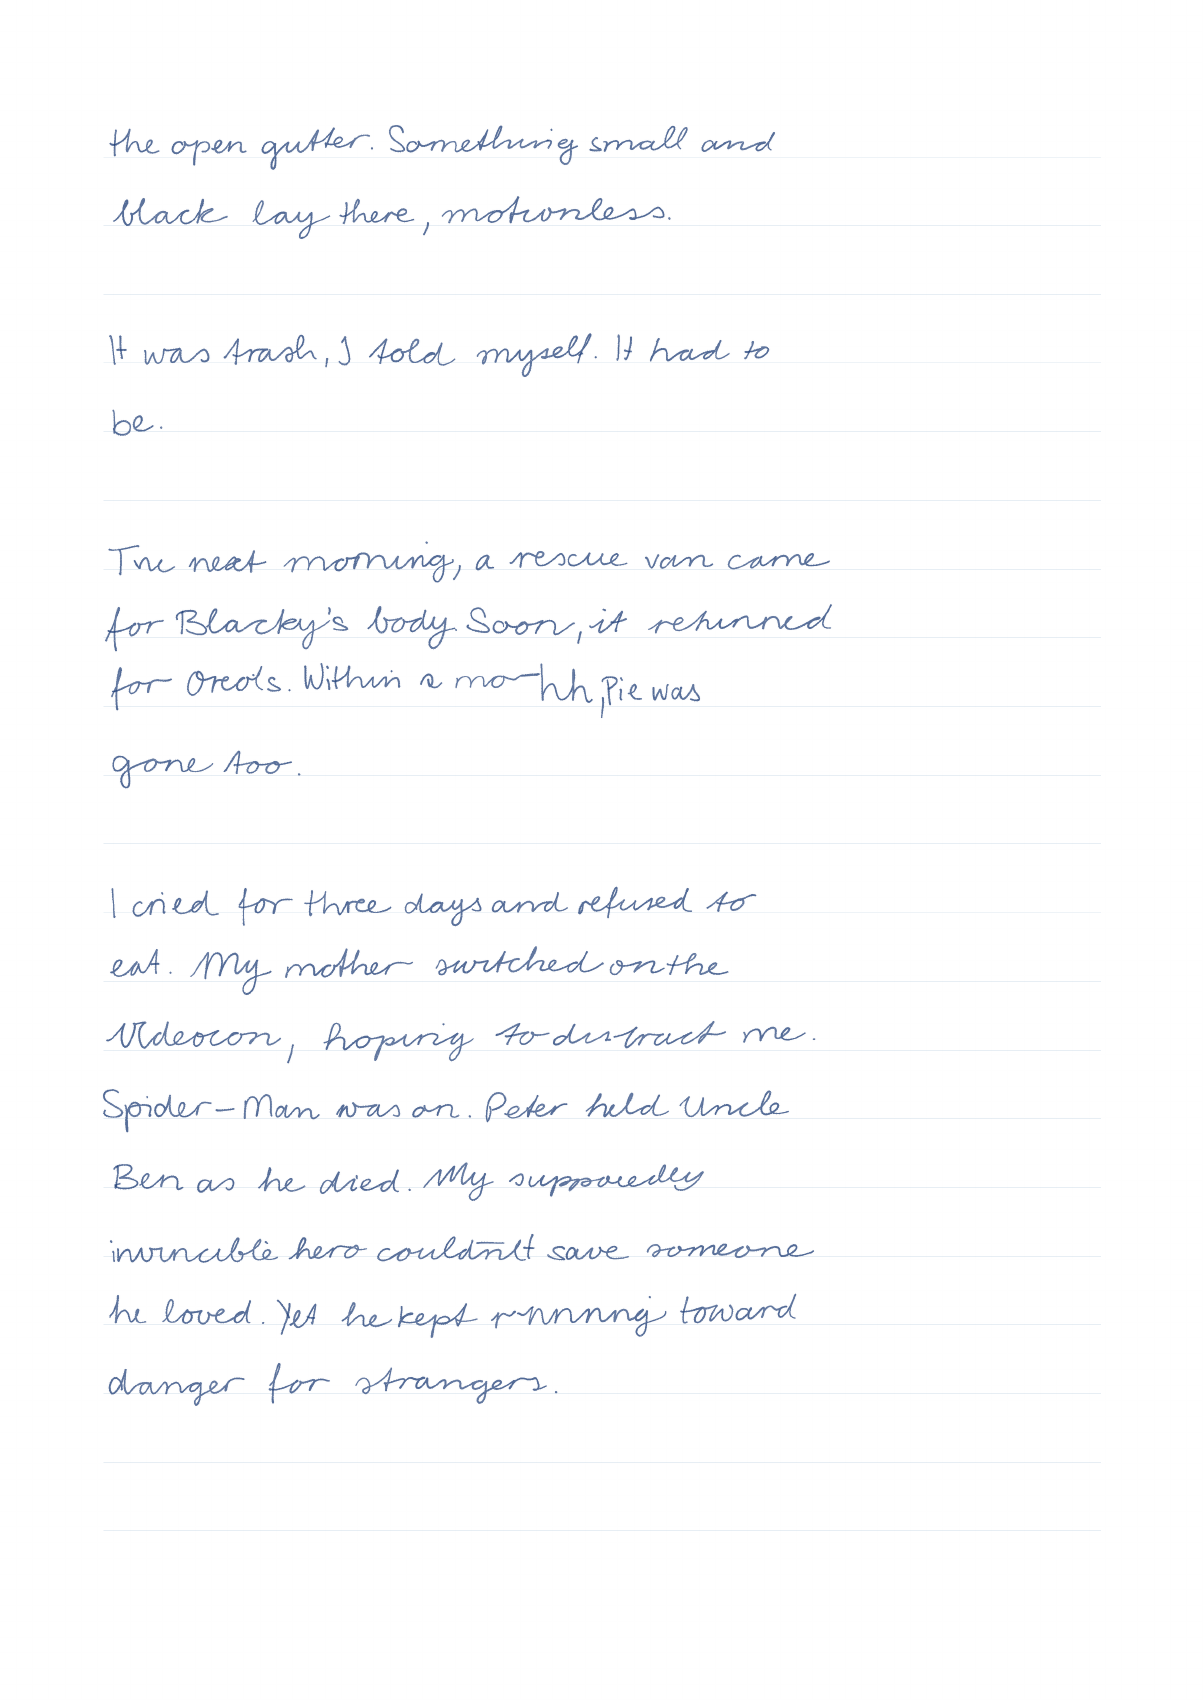 the open gutter. Something small and
black lay there, motionless.
It was trash, I told myself. It had to
be.
The next morning, a rescue van came
for Blacky's body. Soon, it returned
for Oreo's. Within a month, Pie was
gone too.
I cried for three days and refused to
eat. My mother switched on the
Videocon, hoping to distract me.
Spider-Man was on. Peter held Uncle
Ben as he died. My supposedly
invincible hero couldn't save someone
he loved. Yet he kept running toward
danger for strangers.